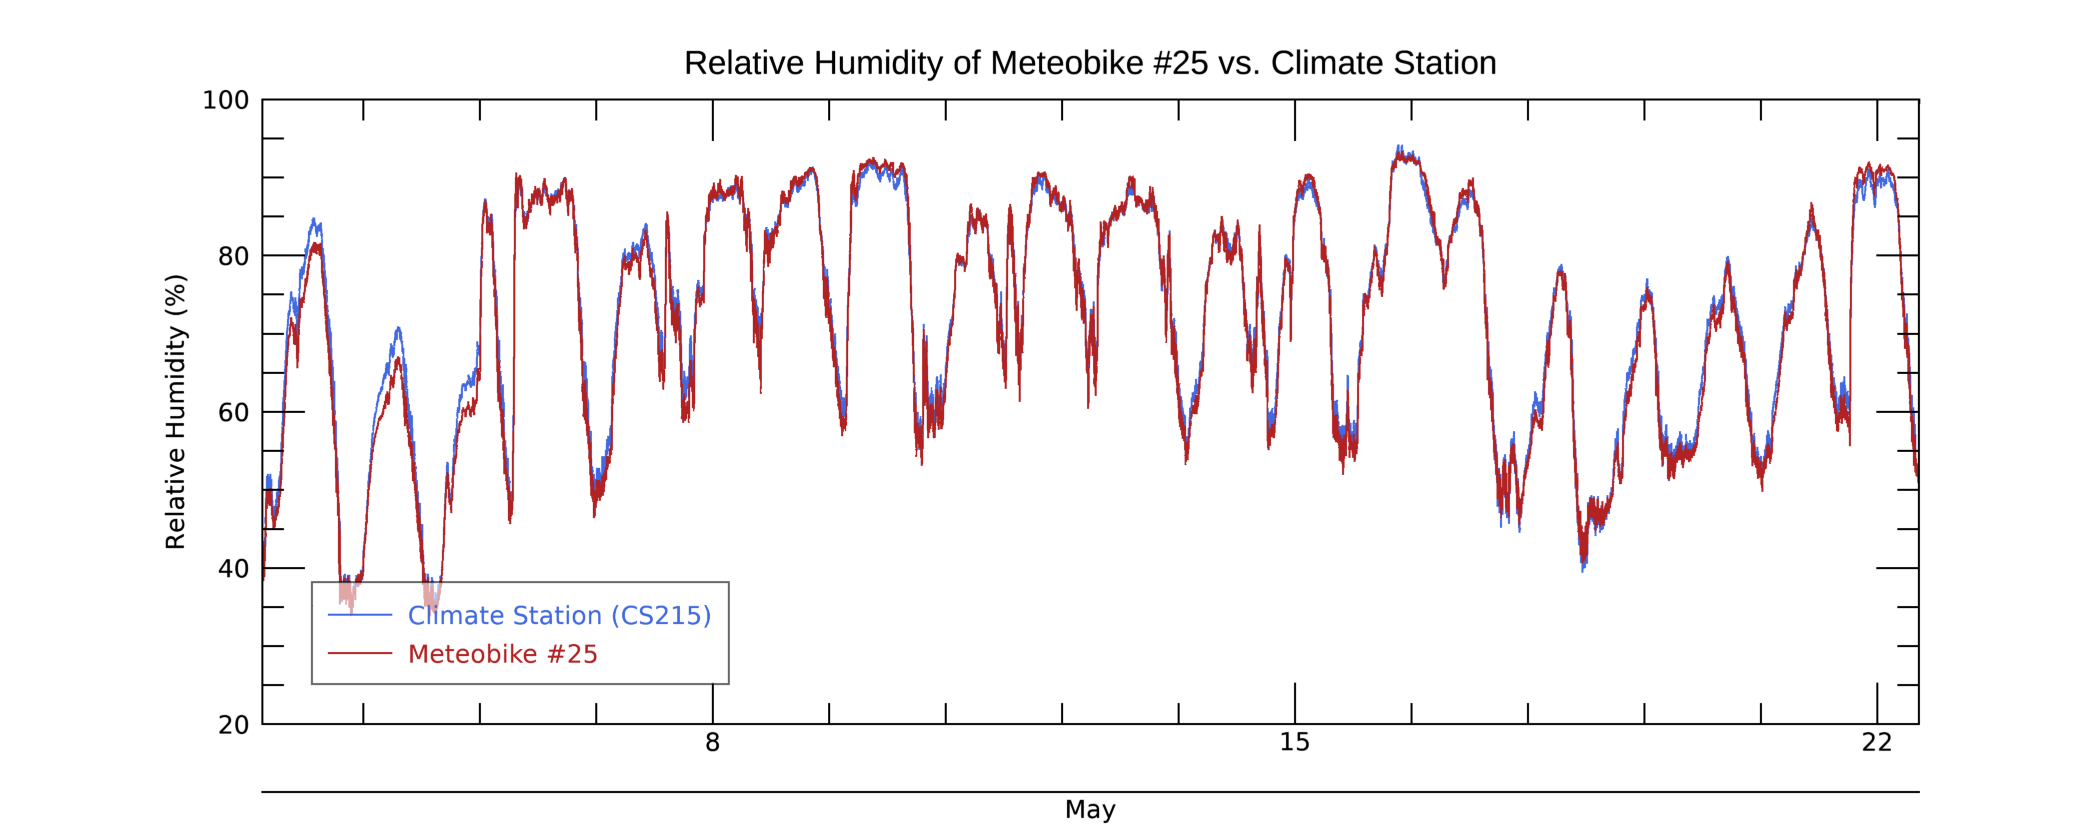 Relative Humidity of Meteobike #25 vs. Climate Station
Relative Humidity (%)
100
80
60
40
20
Climate Station (CS215)
Meteobike #25
8
15
22
May